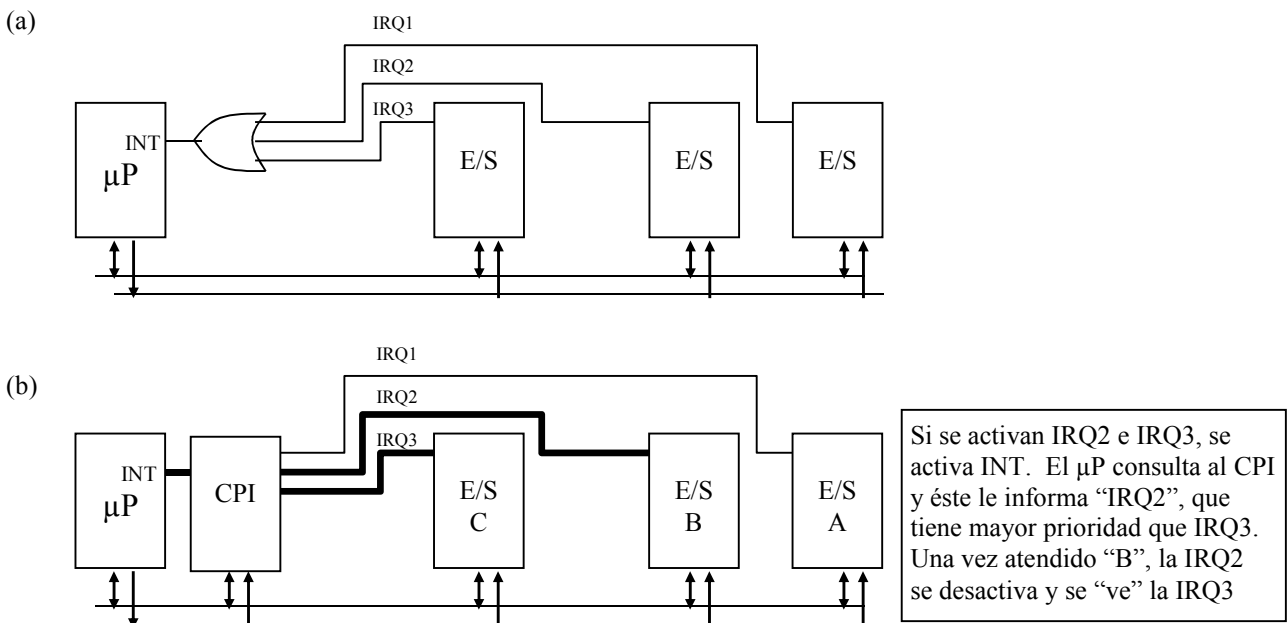 (a)
IRQ1
IRQ2
IRQ3
INT
µP
E/S
E/S
E/S
(b)
IRQ1
IRQ2
IRQ3
INT
µP
CPI
E/S
C
E/S
B
E/S
A
Si se activan IRQ2 e IRQ3, se
activa INT. El µP consulta al CPI
y éste le informa “IRQ2”, que
tiene mayor prioridad que IRQ3.
Una vez atendido “B”, la IRQ2
se desactiva y se “ve” la IRQ3